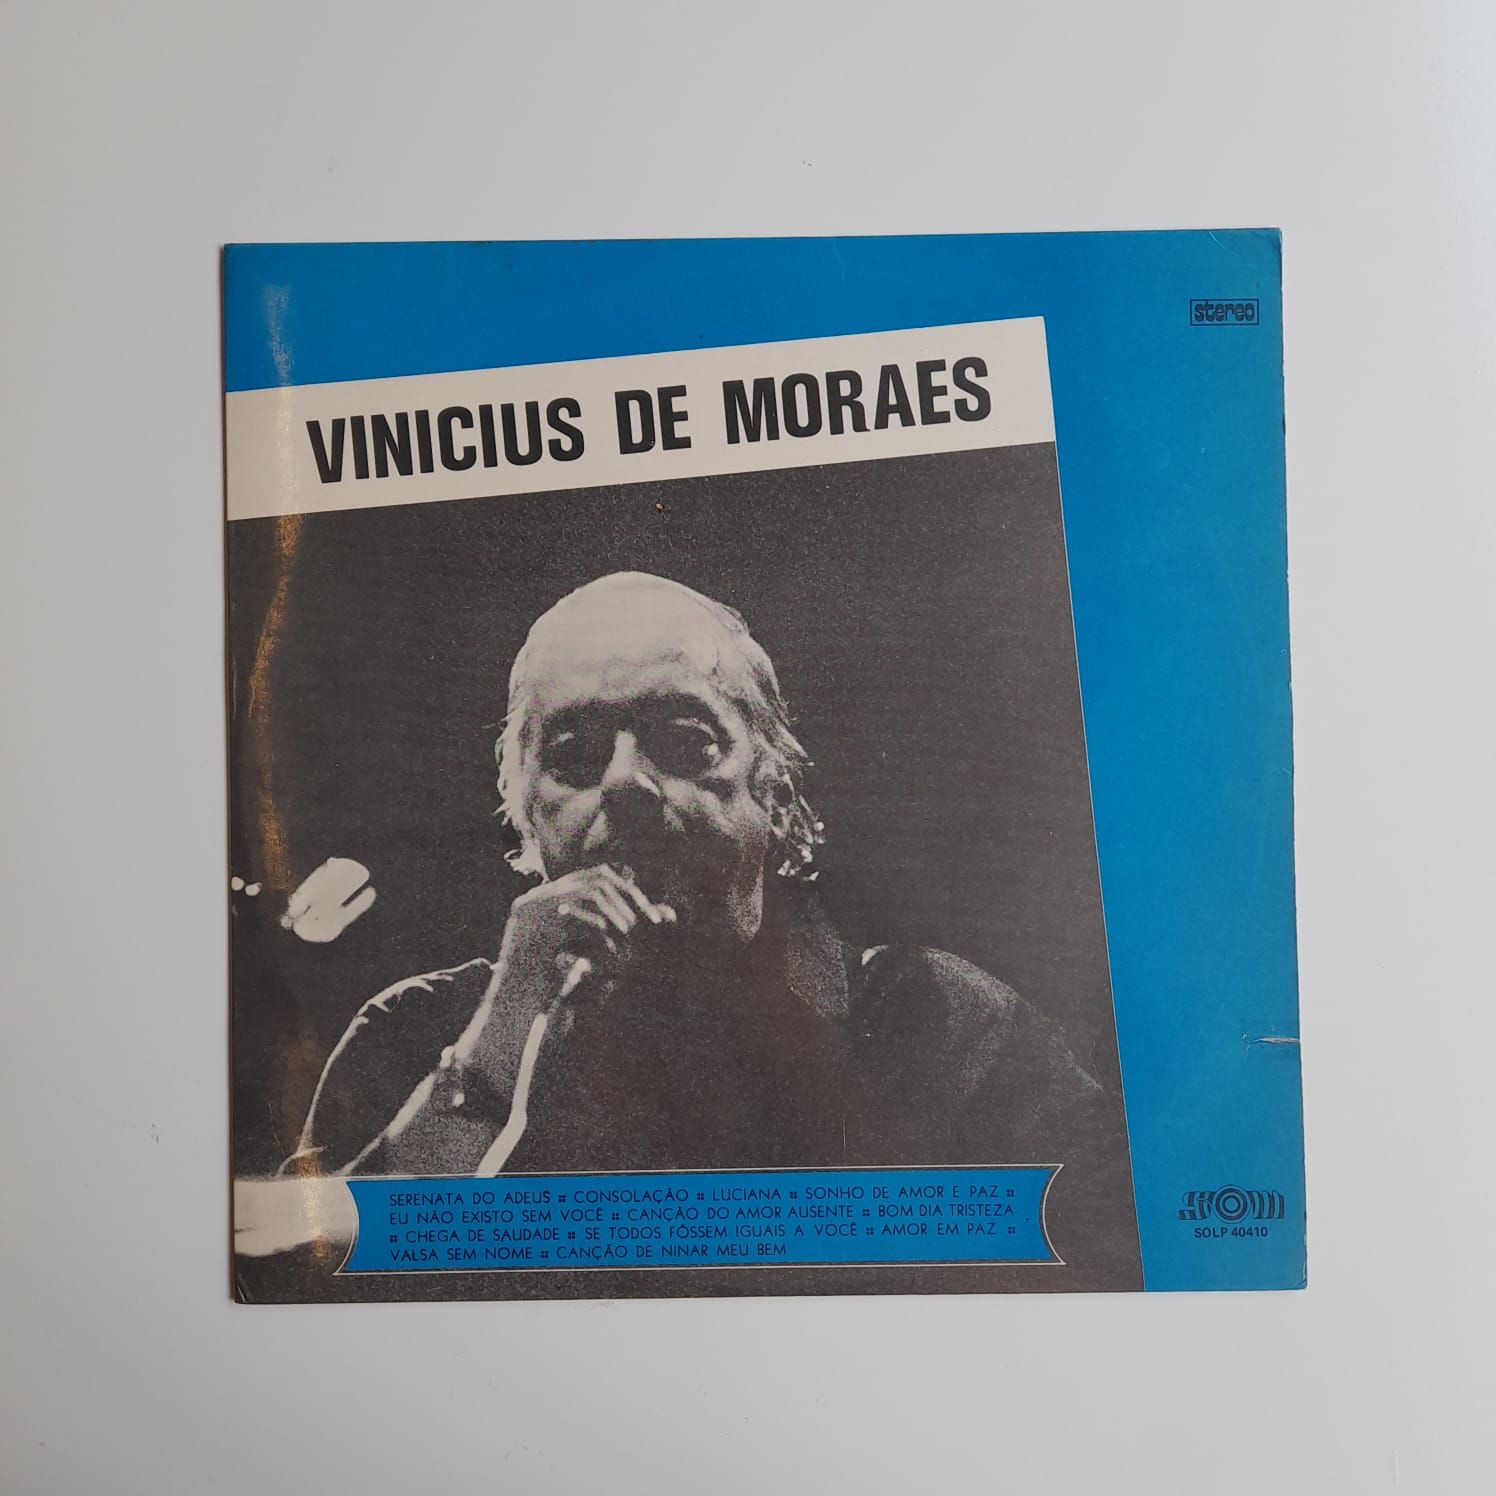 stereo
VINICIUS DE MORAES
SERENATA DO ADEUS :: CONSOLAÇÃO :: LUCIANA :: SONHO DE AMOR E PAZ ::
EU NÃO EXISTO SEM VOCÊ :: CANÇÃO DO AMOR AUSENTE :: BOM DIA TRISTEZA
:: CHEGA DE SAUDADE :: SE TODOS FÔSSEM IGUAIS A VOCÊ :: AMOR EM PAZ ::
VALSA SEM NOME :: CANÇÃO DE NINAR MEU BEM
SOLP 40410